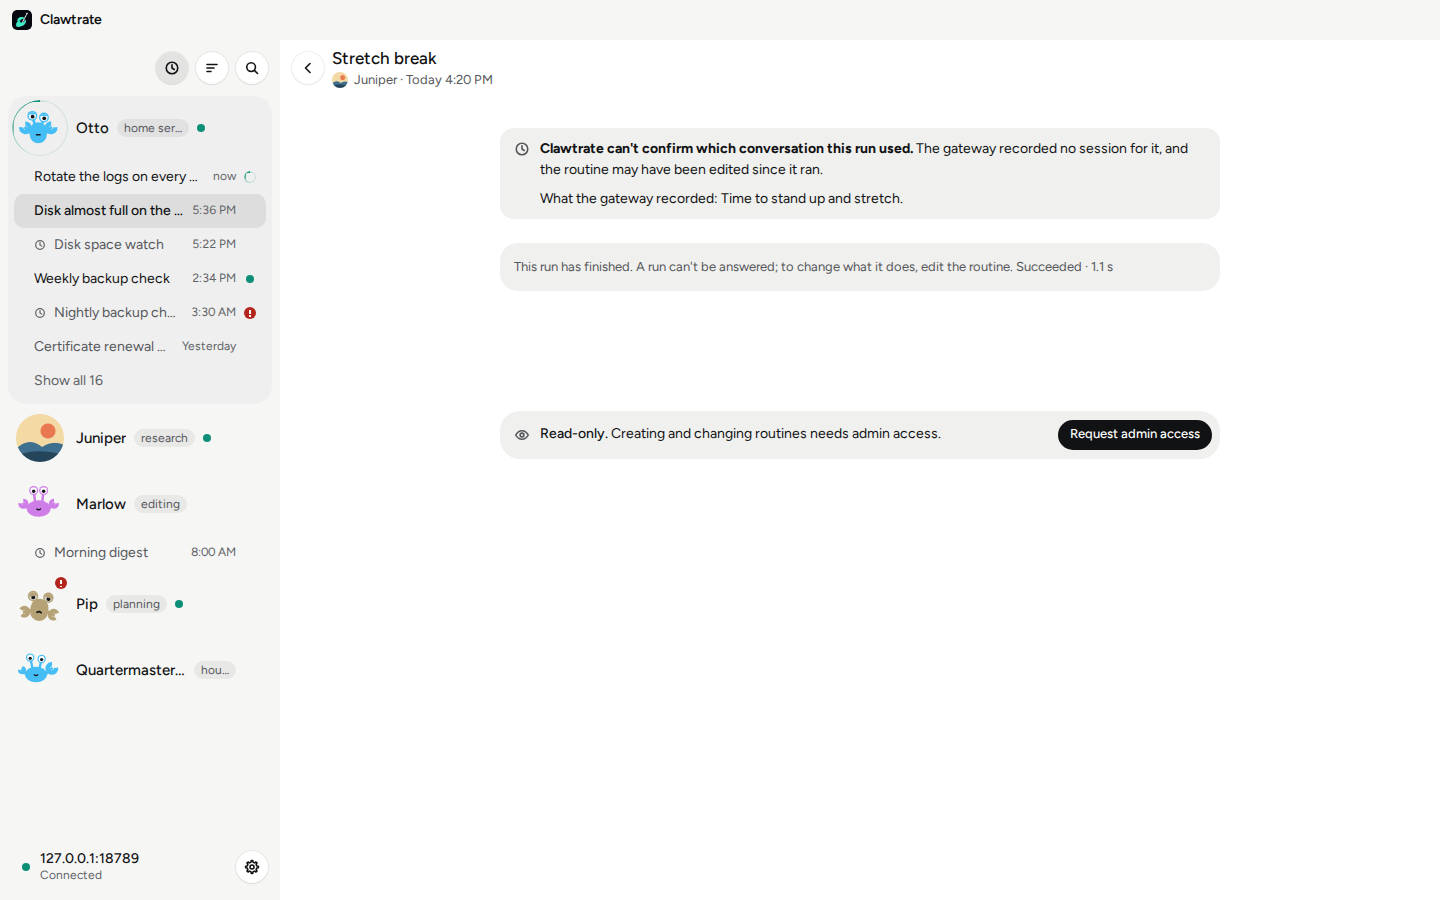 Clawtrate
Stretch break
Juniper · Today 4:20 PM
Otto
home ser...
Rotate the logs on every ... now
Disk almost full on the ... 5:36 PM
Disk space watch 5:22 PM
Weekly backup check 2:34 PM
Nightly backup ch... 3:30 AM
Certificate renewal ... Yesterday
Show all 16
Juniper research
Marlow editing
Morning digest 8:00 AM
Pip planning
Quartermaster... hou...
127.0.0.1:18789
Connected
Clawtrate can't confirm which conversation this run used. The gateway recorded no session for it, and
the routine may have been edited since it ran.
What the gateway recorded: Time to stand up and stretch.
This run has finished. A run can't be answered; to change what it does, edit the routine. Succeeded · 1.1 s
Read-only. Creating and changing routines needs admin access.
Request admin access